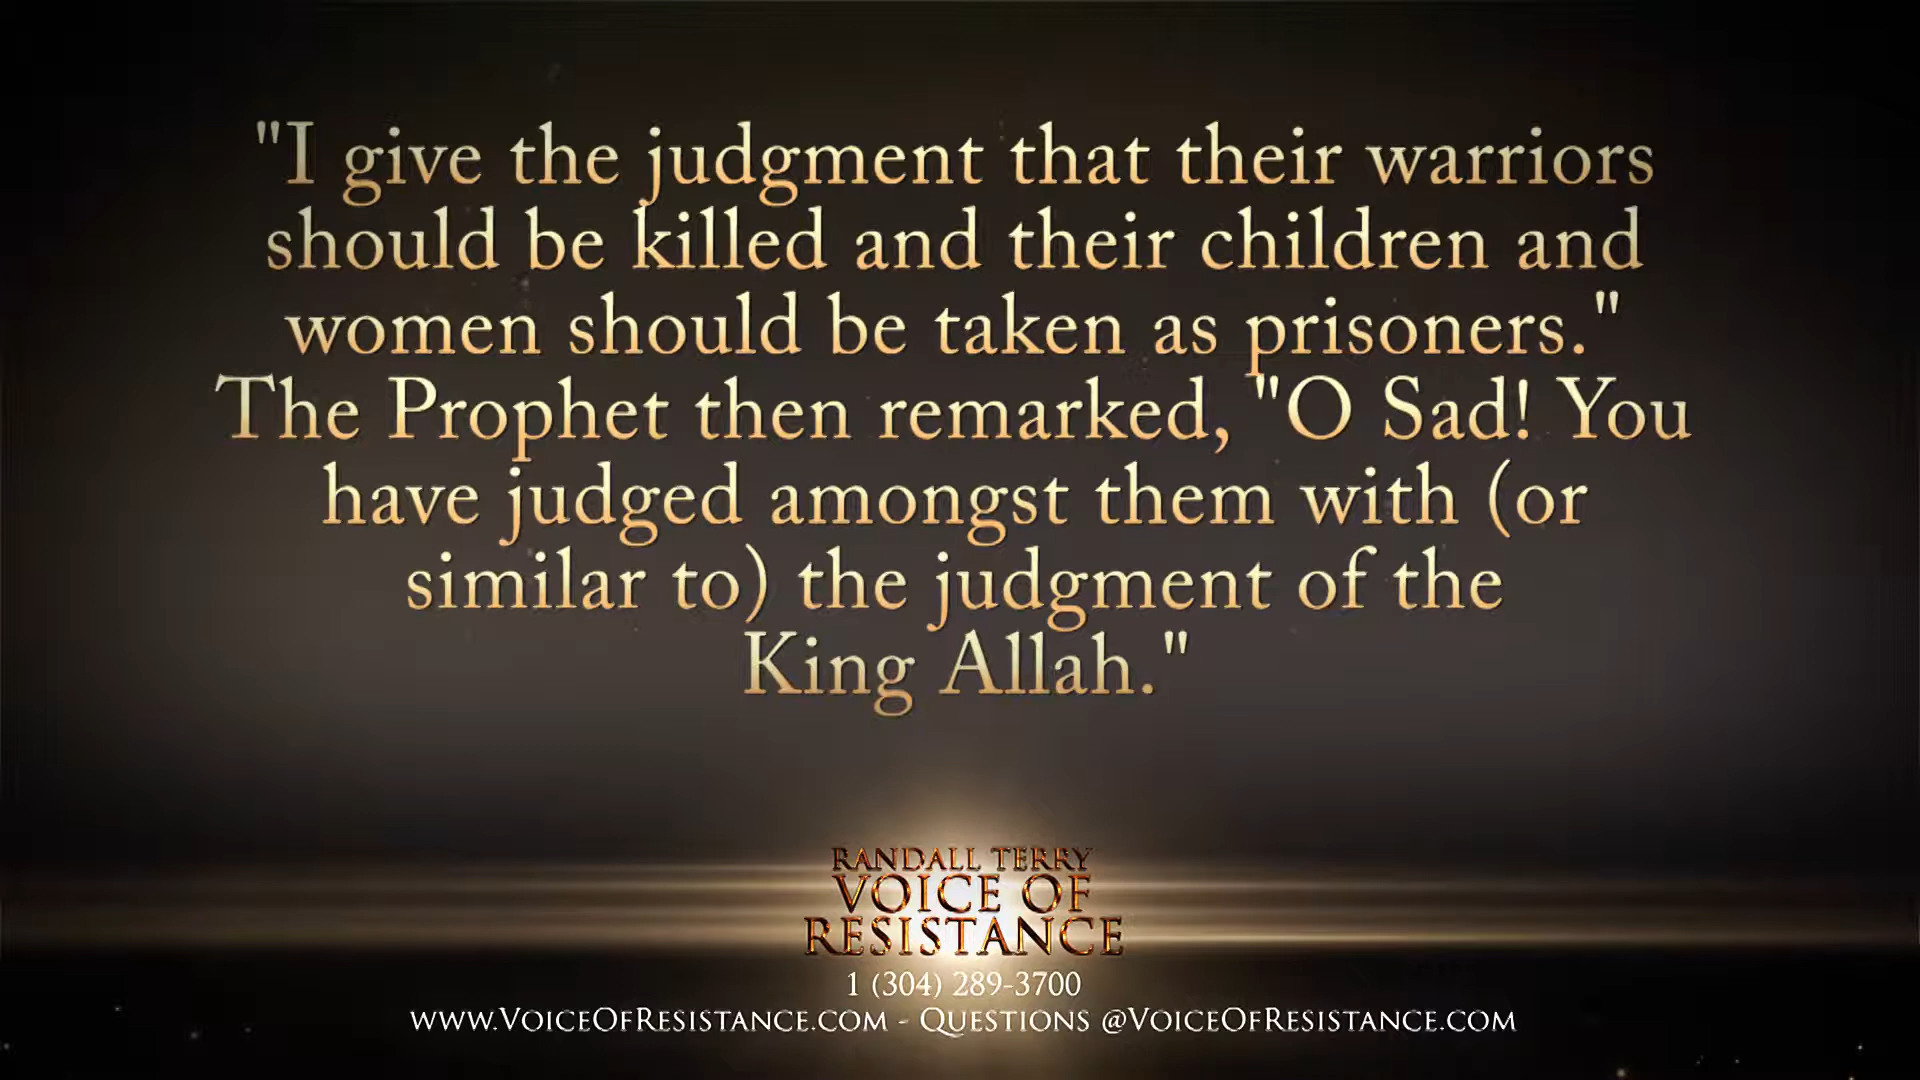 "I give the judgment that their warriors
should be killed and their children and
women should be taken as prisoners."
The Prophet then remarked, "O Sad! You
have judged amongst them with (or
similar to) the judgment of the
King Allah."
RANDALL TERRY
VOICE OF
RESISTANCE
1 (304) 289-3700
www.VoiceOfResistance.com - Questions @VoiceOfResistance.com